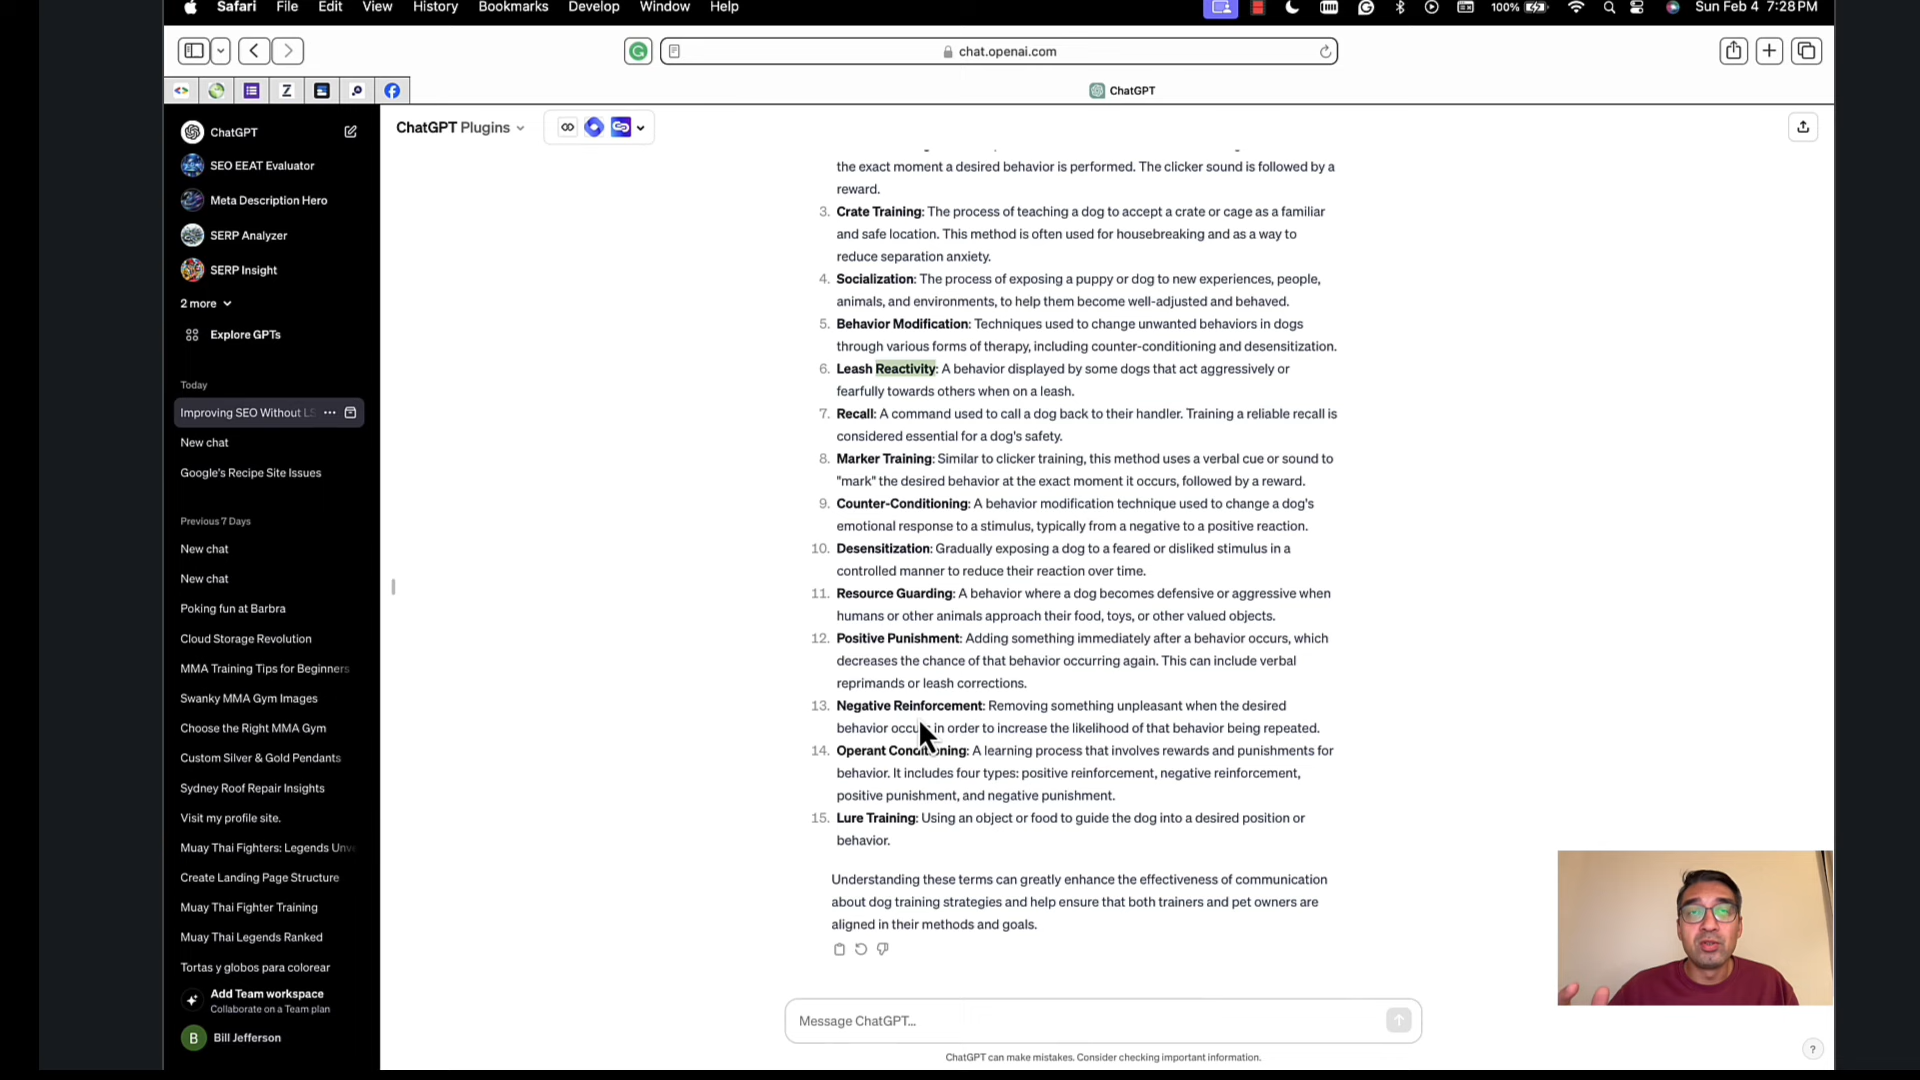 Safari File Edit View History Bookmarks Develop Window Help
100% Sun Feb 4 7:28 PM
chat.openai.com
Z
ChatGPT
ChatGPT
SEO EEAT Evaluator
Meta Description Hero
SERP Analyzer
SERP Insight
2 more
Explore GPTs
Today
Improving SEO Without LS
New chat
Google's Recipe Site Issues
Previous 7 Days
New chat
New chat
Poking fun at Barbra
Cloud Storage Revolution
MMA Training Tips for Beginners
Swanky MMA Gym Images
Choose the Right MMA Gym
Custom Silver & Gold Pendants
Sydney Roof Repair Insights
Visit my profile site.
Muay Thai Fighters: Legends Unv
Create Landing Page Structure
Muay Thai Fighter Training
Muay Thai Legends Ranked
Tortas y globos para colorear
Add Team workspace
Collaborate on a Team plan
B Bill Jefferson
ChatGPT Plugins
the exact moment a desired behavior is performed. The clicker sound is followed by a
reward.
3. Crate Training: The process of teaching a dog to accept a crate or cage as a familiar
and safe location. This method is often used for housebreaking and as a way to
reduce separation anxiety.
4. Socialization: The process of exposing a puppy or dog to new experiences, people,
animals, and environments, to help them become well-adjusted and behaved.
5. Behavior Modification: Techniques used to change unwanted behaviors in dogs
through various forms of therapy, including counter-conditioning and desensitization.
6. Leash Reactivity: A behavior displayed by some dogs that act aggressively or
fearfully towards others when on a leash.
7. Recall: A command used to call a dog back to their handler. Training a reliable recall is
considered essential for a dog's safety.
8. Marker Training: Similar to clicker training, this method uses a verbal cue or sound to
"mark" the desired behavior at the exact moment it occurs, followed by a reward.
9. Counter-Conditioning: A behavior modification technique used to change a dog's
emotional response to a stimulus, typically from a negative to a positive reaction.
10. Desensitization: Gradually exposing a dog to a feared or disliked stimulus in a
controlled manner to reduce their reaction over time.
11. Resource Guarding: A behavior where a dog becomes defensive or aggressive when
humans or other animals approach their food, toys, or other valued objects.
12. Positive Punishment: Adding something immediately after a behavior occurs, which
decreases the chance of that behavior occurring again. This can include verbal
reprimands or leash corrections.
13. Negative Reinforcement: Removing something unpleasant when the desired
behavior occurs in order to increase the likelihood of that behavior being repeated.
14. Operant Conditioning: A learning process that involves rewards and punishments for
behavior. It includes four types: positive reinforcement, negative reinforcement,
positive punishment, and negative punishment.
15. Lure Training: Using an object or food to guide the dog into a desired position or
behavior.
Understanding these terms can greatly enhance the effectiveness of communication
about dog training strategies and help ensure that both trainers and pet owners are
aligned in their methods and goals.
Message ChatGPT...
ChatGPT can make mistakes. Consider checking important information.
?